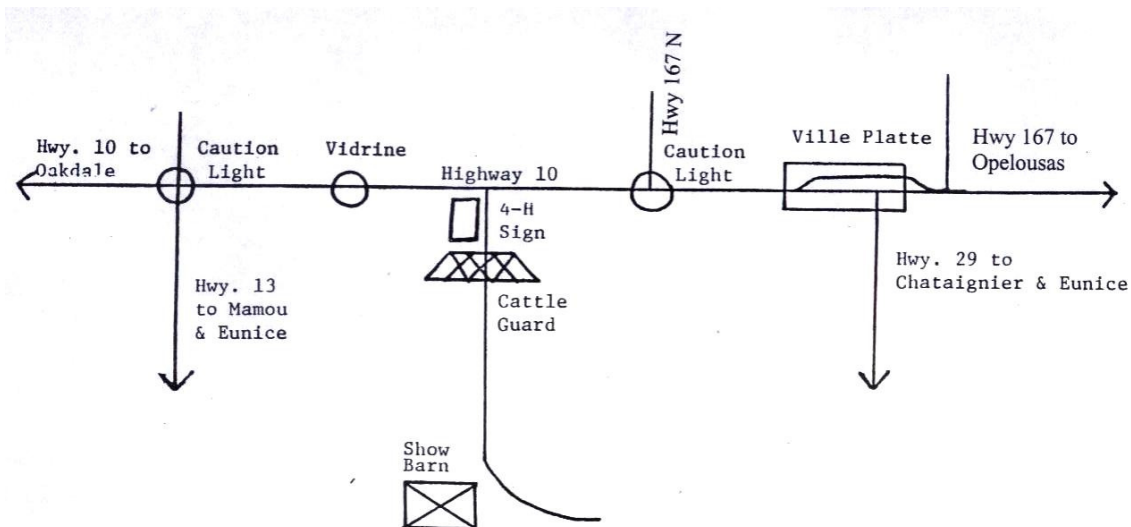 Hwy. 10 to
Oakdale
Caution
Light
Vidrine
Highway 10
Hwy 167 N
Caution
Light
Ville Platte
Hwy 167 to
Opelousas
4-H
Sign
Hwy. 13
to Mamou
& Eunice
Cattle
Guard
Hwy. 29 to
Chataignier & Eunice
Show
Barn